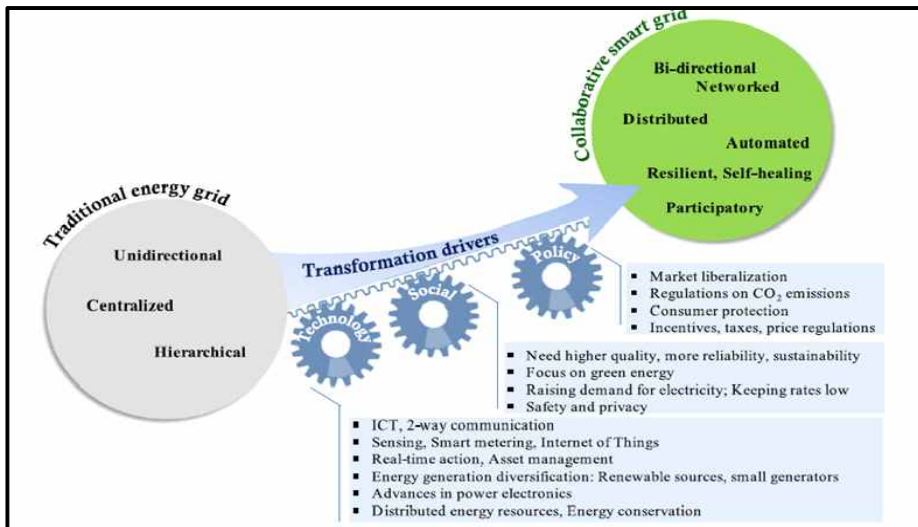 Traditional energy grid
Unidirectional
Centralized
Hierarchical
Transformation drivers
Technology
Social
Policy
Collaborative smart grid
Bi-directional
Networked
Distributed
Automated
Resilient, Self-healing
Participatory
▪ Market liberalization
▪ Regulations on CO₂ emissions
▪ Consumer protection
▪ Incentives, taxes, price regulations
▪ Need higher quality, more reliability, sustainability
▪ Focus on green energy
▪ Raising demand for electricity; Keeping rates low
▪ Safety and privacy
▪ ICT, 2-way communication
▪ Sensing, Smart metering, Internet of Things
▪ Real-time action, Asset management
▪ Energy generation diversification: Renewable sources, small generators
▪ Advances in power electronics
▪ Distributed energy resources, Energy conservation